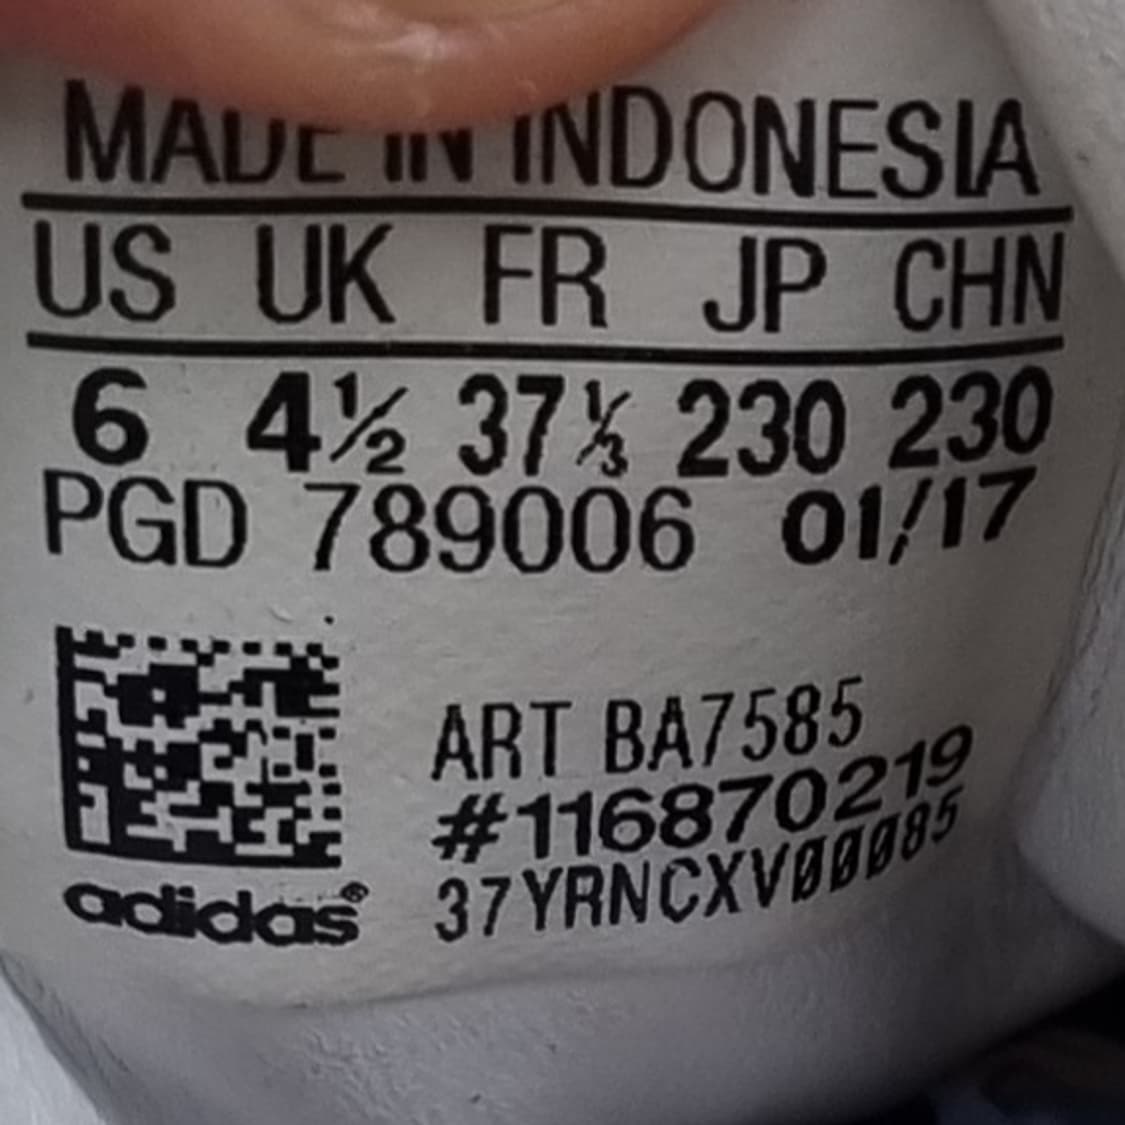 MADE IN INDONESIA
US UK FR JP CHN
6 4½ 37⅓ 230 230
PGD 789006 01/17
ART BA7585
#116870219
37YRNCXV00085
adidas®